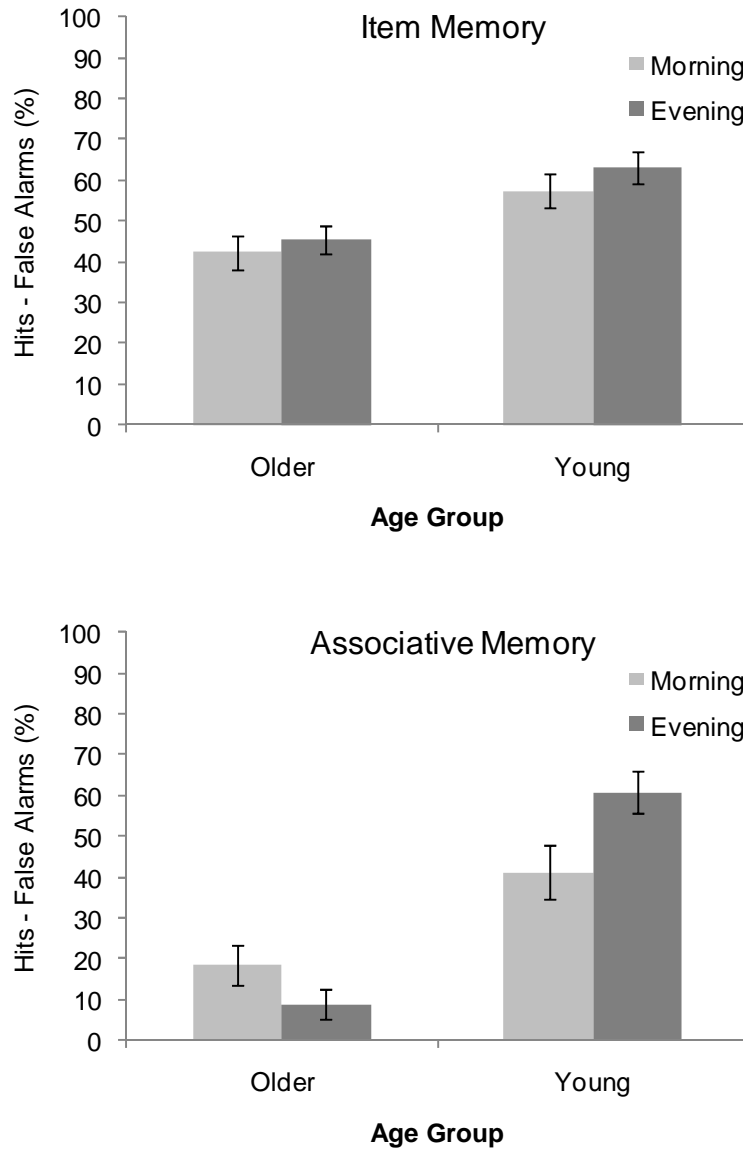 Item Memory
Morning
Evening
Hits - False Alarms (%)
100
90
80
70
60
50
40
30
20
10
0
Older Young
Age Group
Associative Memory
Morning
Evening
Hits - False Alarms (%)
100
90
80
70
60
50
40
30
20
10
0
Older Young
Age Group